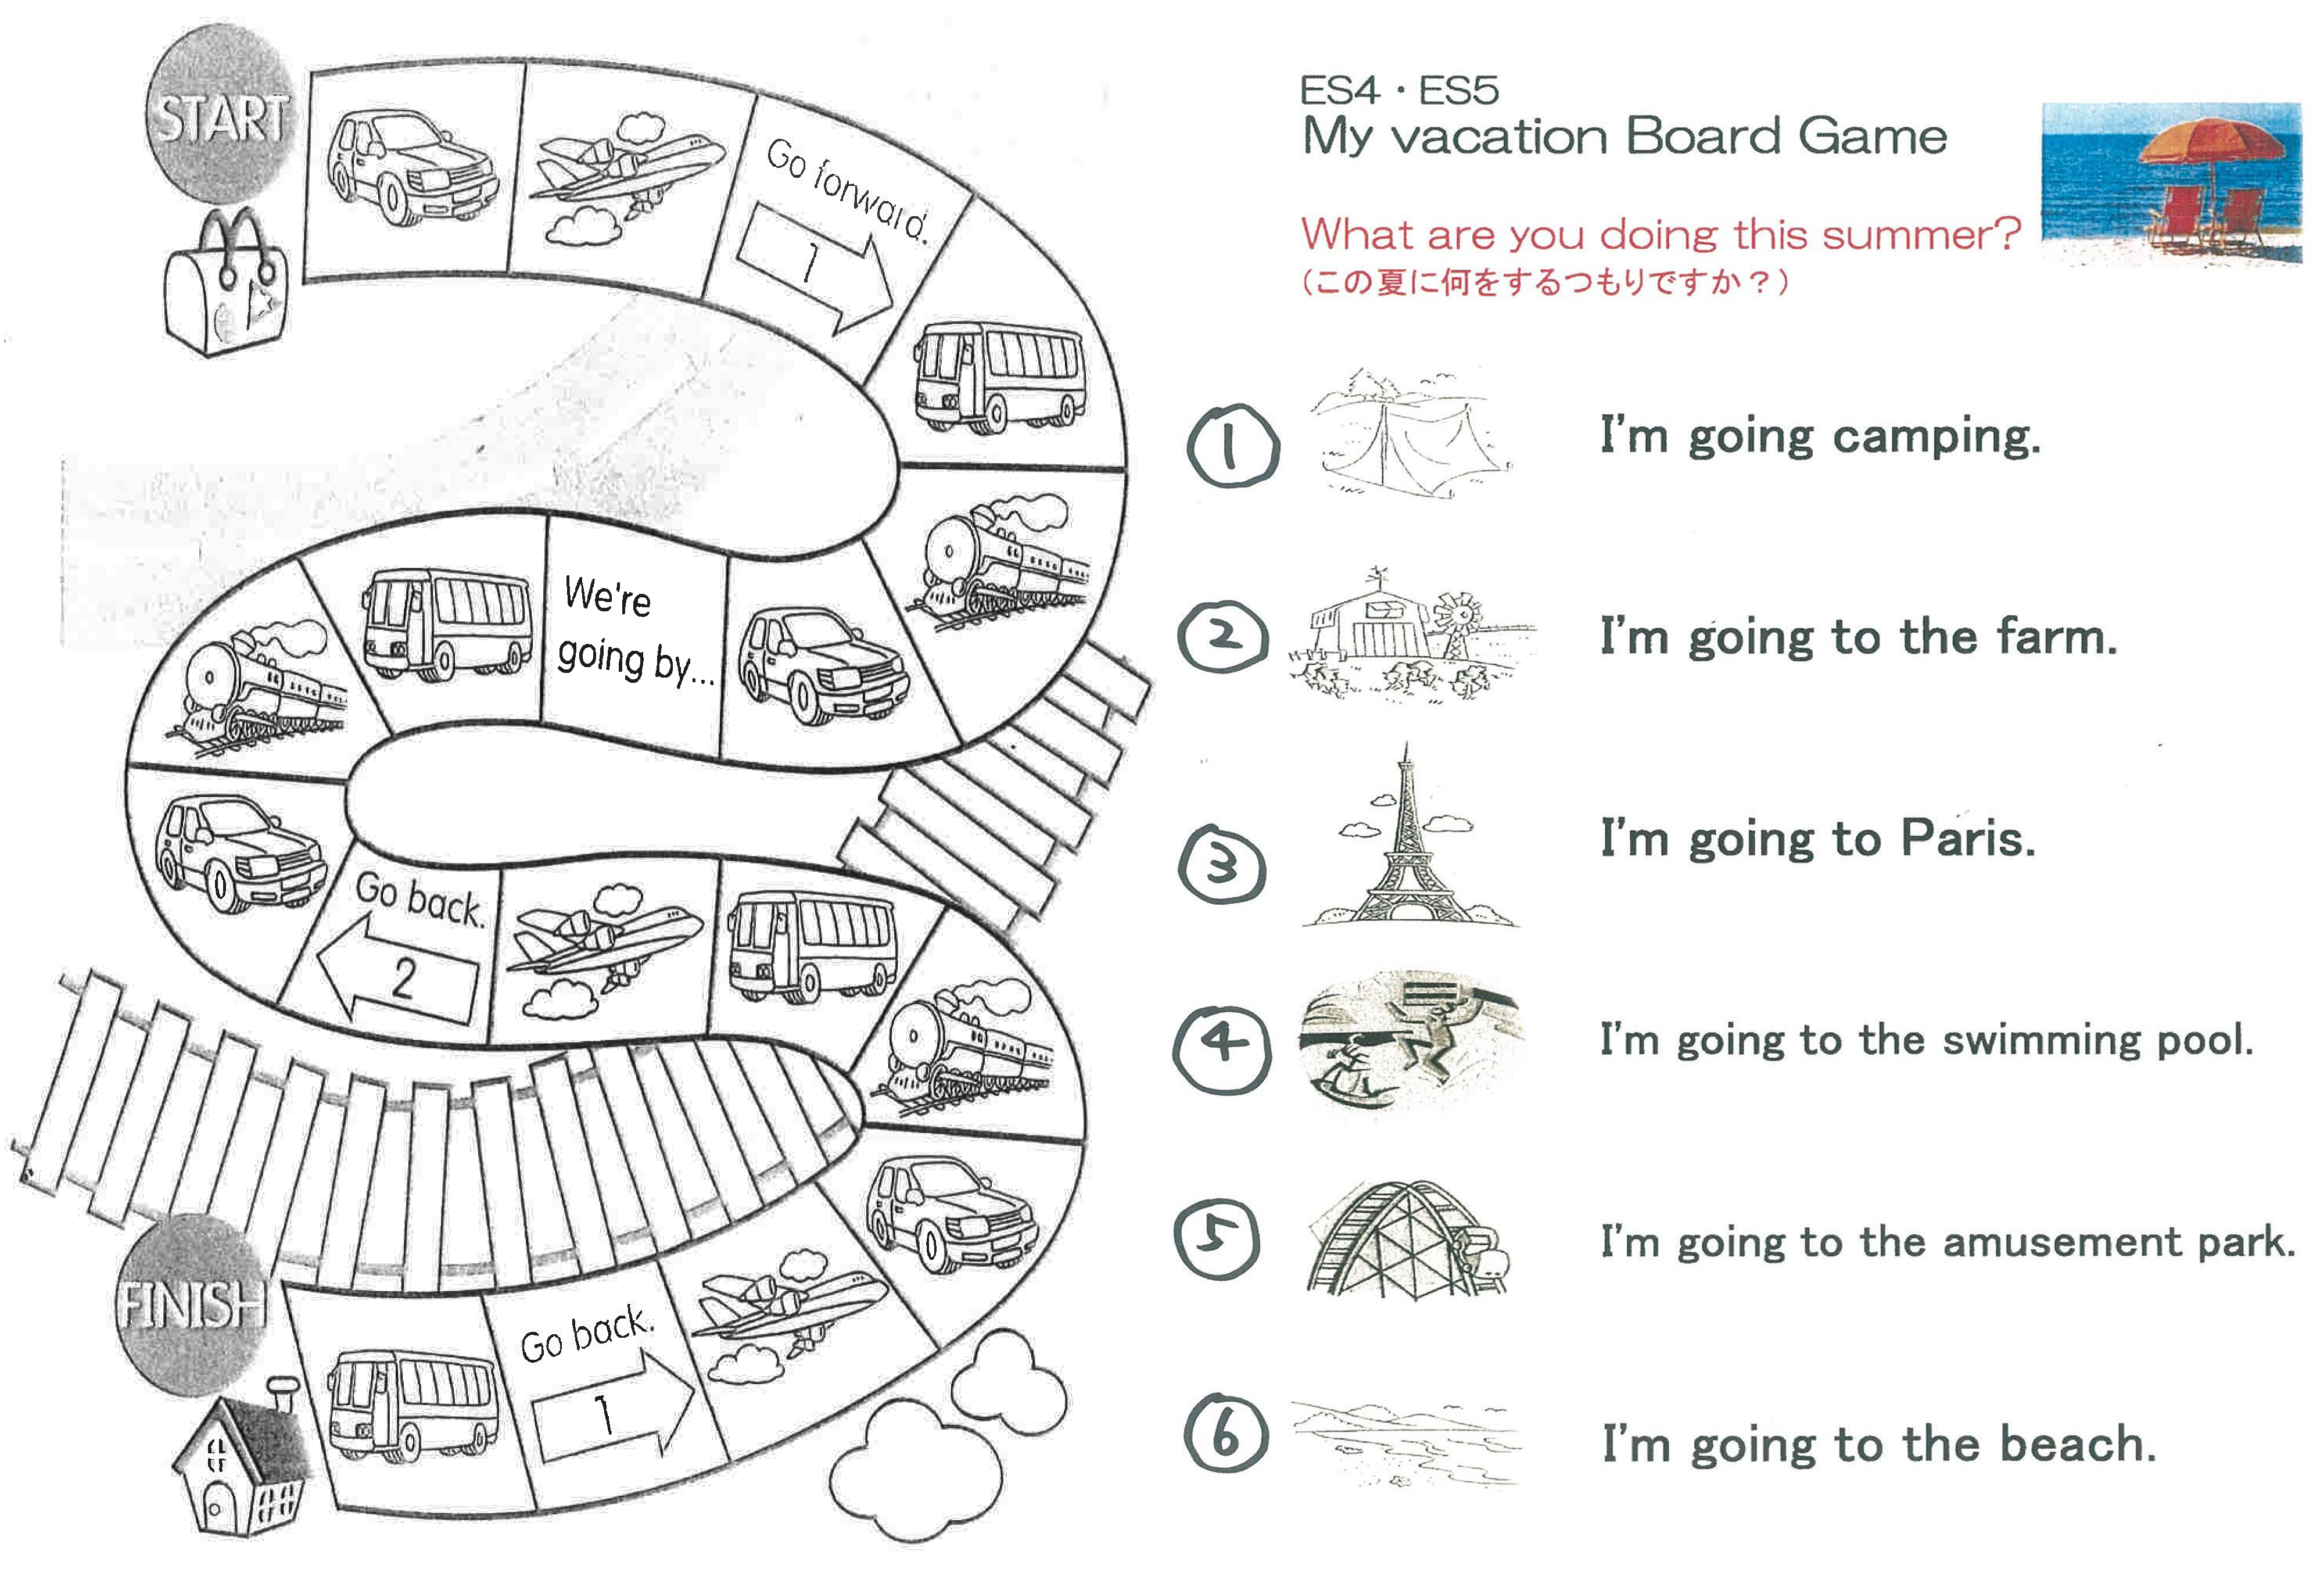 START
Go forward.
1
We're
going by...
Go back.
2
Go back.
1
FINISH
ES4・ES5
My vacation Board Game
What are you doing this summer?
(この夏に何をするつもりですか？)
1 I'm going camping.
2 I'm going to the farm.
3 I'm going to Paris.
4 I'm going to the swimming pool.
5 I'm going to the amusement park.
6 I'm going to the beach.